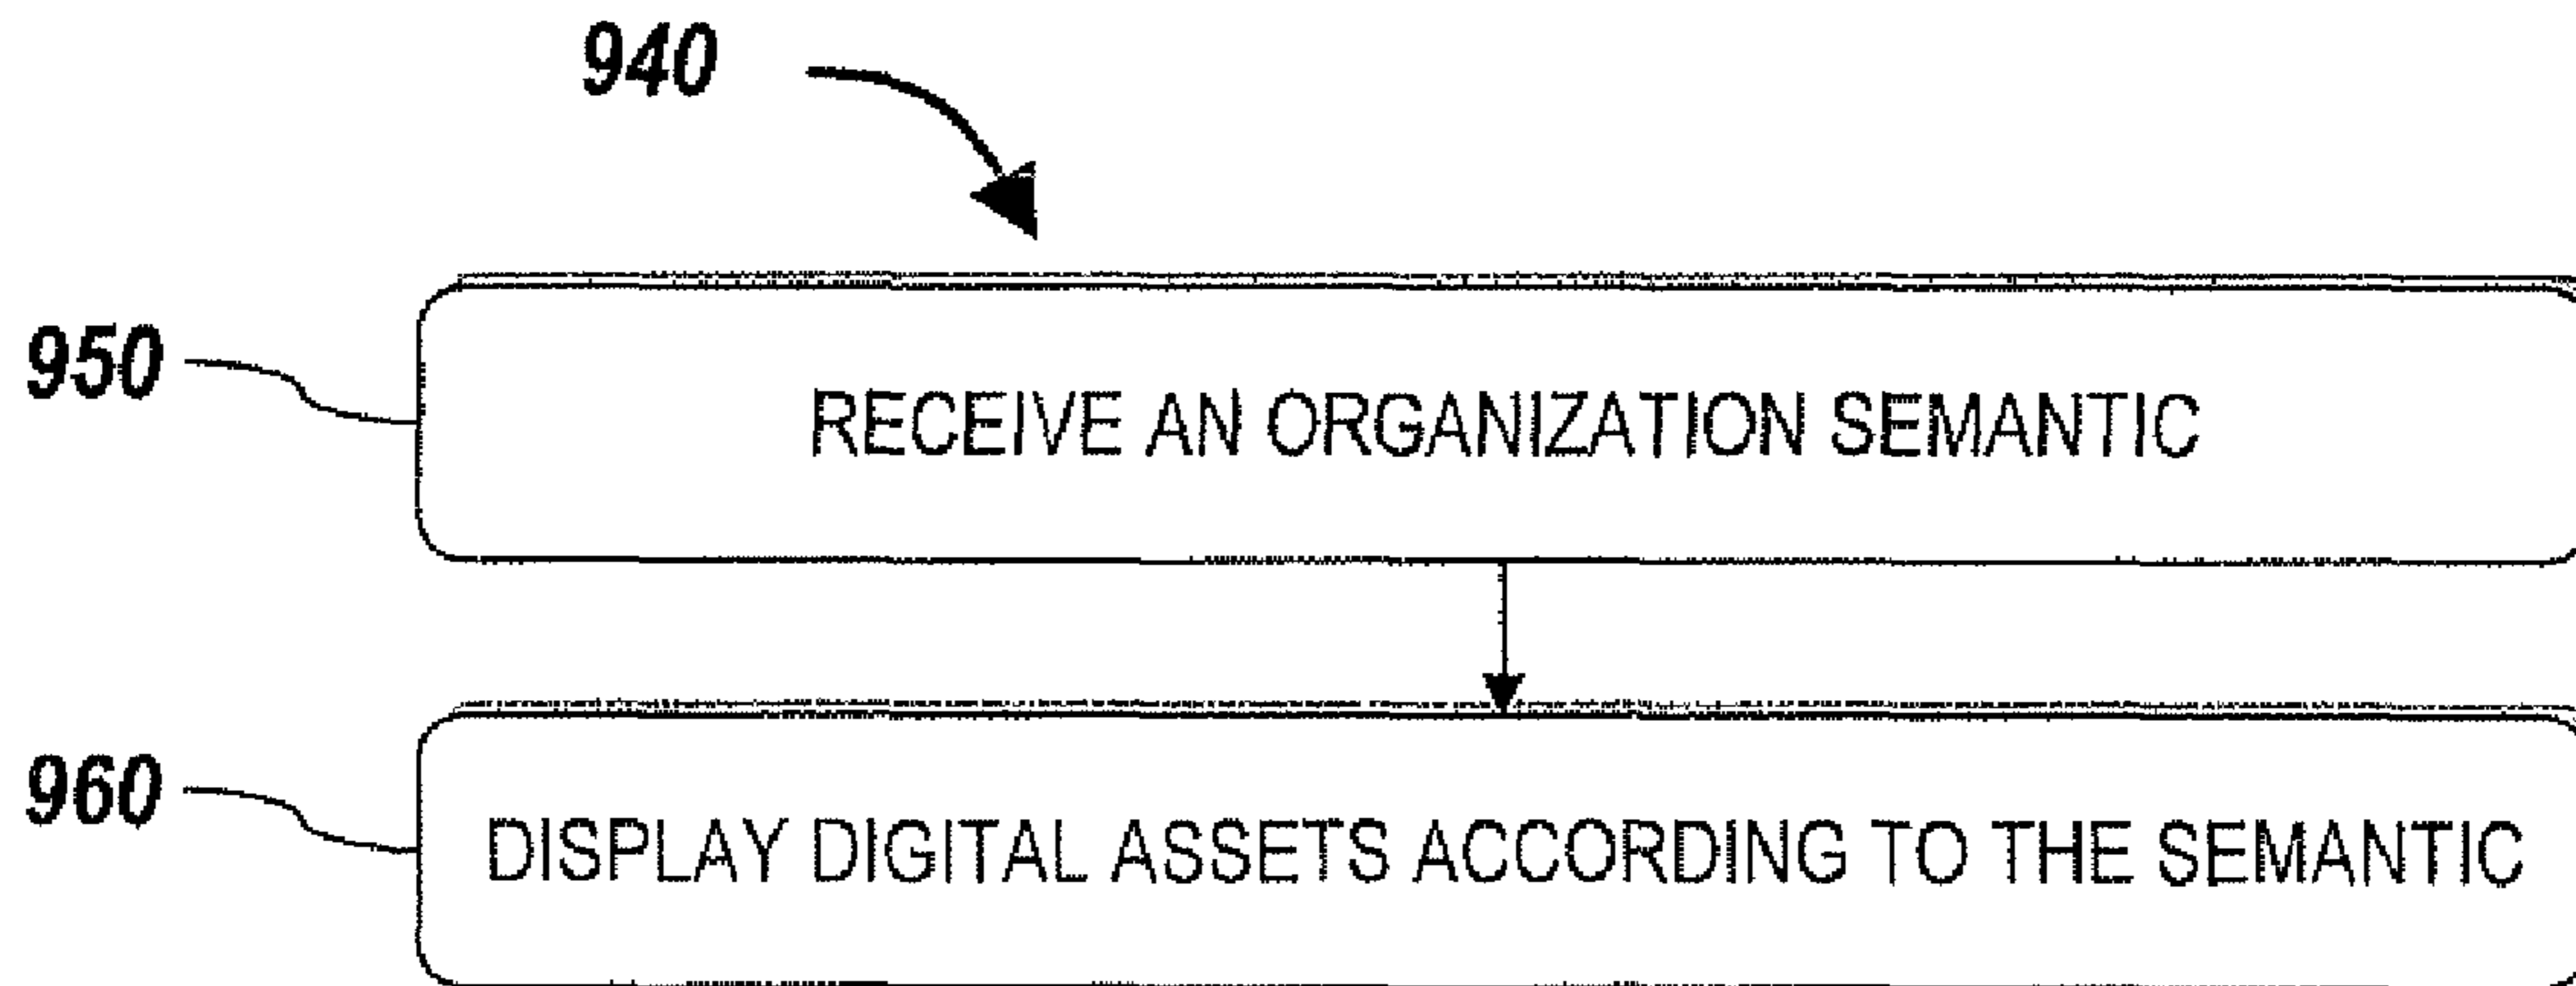 940
950
RECEIVE AN ORGANIZATION SEMANTIC
960
DISPLAY DIGITAL ASSETS ACCORDING TO THE SEMANTIC